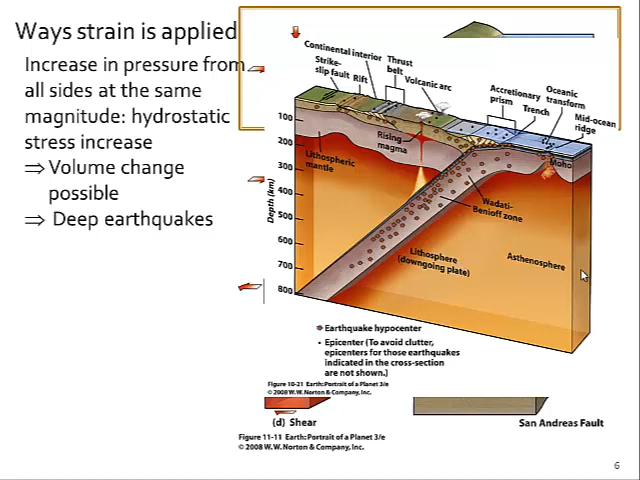 Ways strain is applied
Increase in pressure from
all sides at the same
magnitude: hydrostatic
stress increase
⇒ Volume change
possible
⇒ Deep earthquakes
Continental interior
Strike-
slip fault
Rift
Thrust
belt
Volcanic arc
Accretionary
prism
Trench
Oceanic
transform
Mid-ocean
ridge
Moho
Rising
magma
Lithospheric
mantle
Wadati-
Benioff zone
Lithosphere
(downgoing plate)
Asthenosphere
Depth (km)
100
200
300
400
500
600
700
800
Earthquake hypocenter
• Epicenter (To avoid clutter,
epicenters for those earthquakes
indicated in the cross-section
are not shown.)
Figure 10-21 Earth: Portrait of a Planet 3/e
© 2008 W. W. Norton & Company, Inc.
(d) Shear
San Andreas Fault
Figure 11-11 Earth: Portrait of a Planet 3/e
© 2008 W. W. Norton & Company, Inc.
6